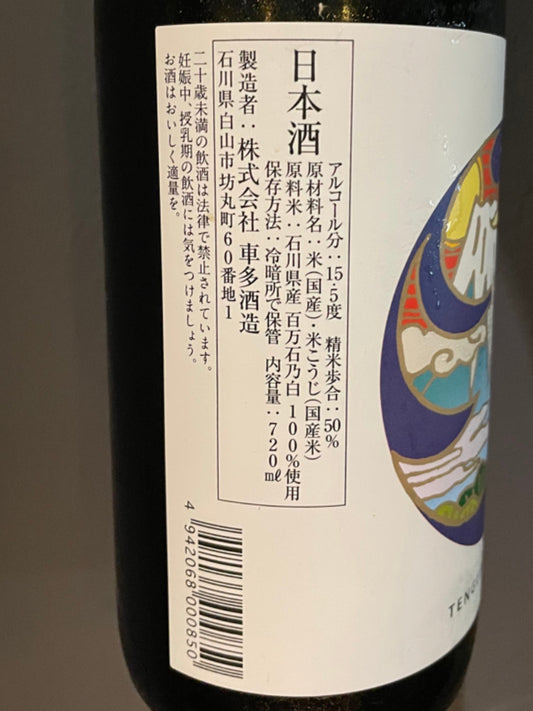 日本酒
アルコール分：15.5度　精米歩合：50%
原材料名：米（国産）・米こうじ（国産米）
原料米：石川県産 百万石乃白 100%使用
保存方法：冷暗所で保管　内容量：720mℓ
製造者：株式会社 車多酒造
石川県白山市坊丸町60番地1
二十歳未満の飲酒は法律で禁止されています。
妊娠中、授乳期の飲酒には気をつけましょう。
お酒はおいしく適量を。
4 942068 000850